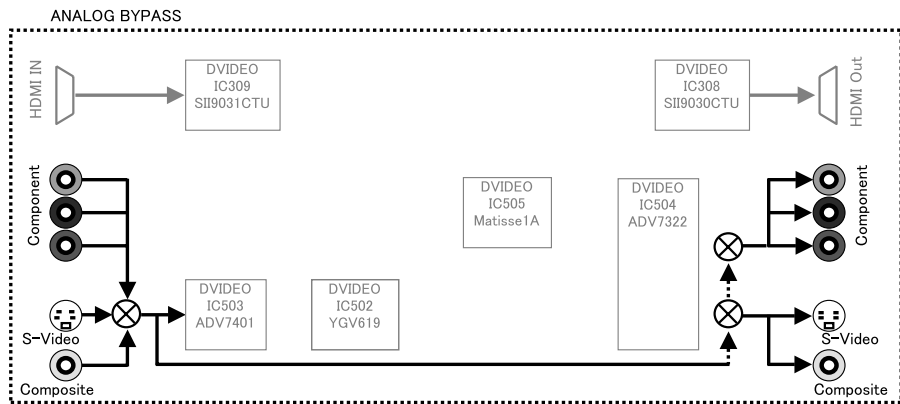 ANALOG BYPASS
HDMI IN
DVIDEO
IC309
SII9031CTU
DVIDEO
IC308
SII9030CTU
HDMI Out
Component
DVIDEO
IC505
Matisse1A
DVIDEO
IC504
ADV7322
Component
DVIDEO
IC503
ADV7401
DVIDEO
IC502
YGV619
S-Video
S-Video
Composite
Composite